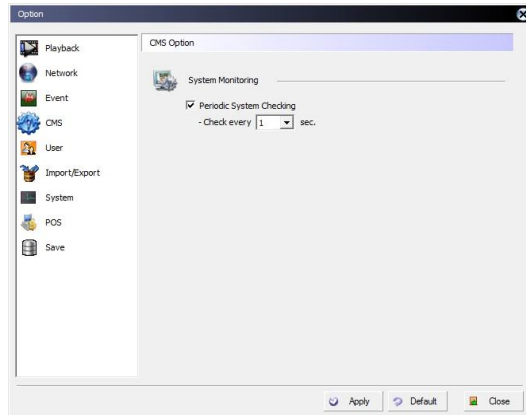 Option
Playback
Network
Event
CMS
User
Import/Export
System
POS
Save
CMS Option
System Monitoring
Periodic System Checking
- Check every 1 sec.
Apply
Default
Close